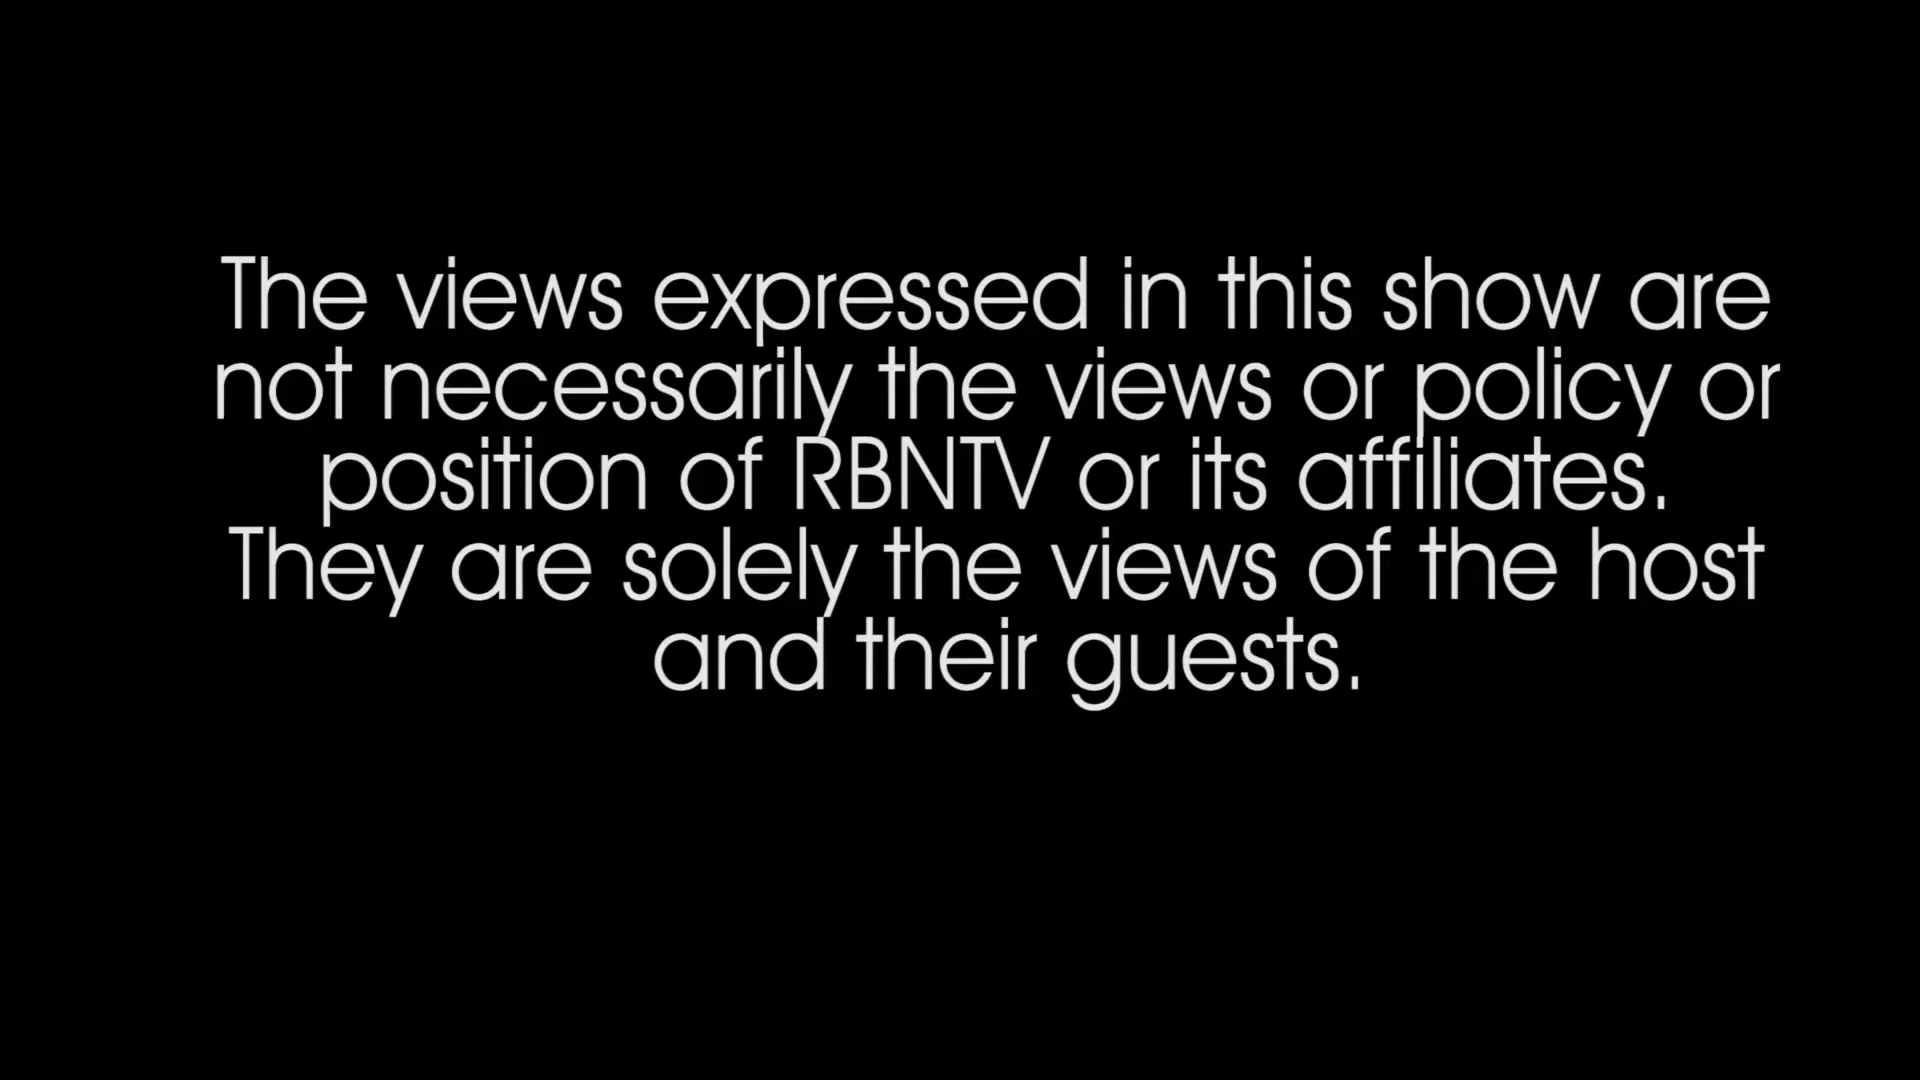 The views expressed in this show are
not necessarily the views or policy or
position of RBNTV or its affiliates.
They are solely the views of the host
and their guests.